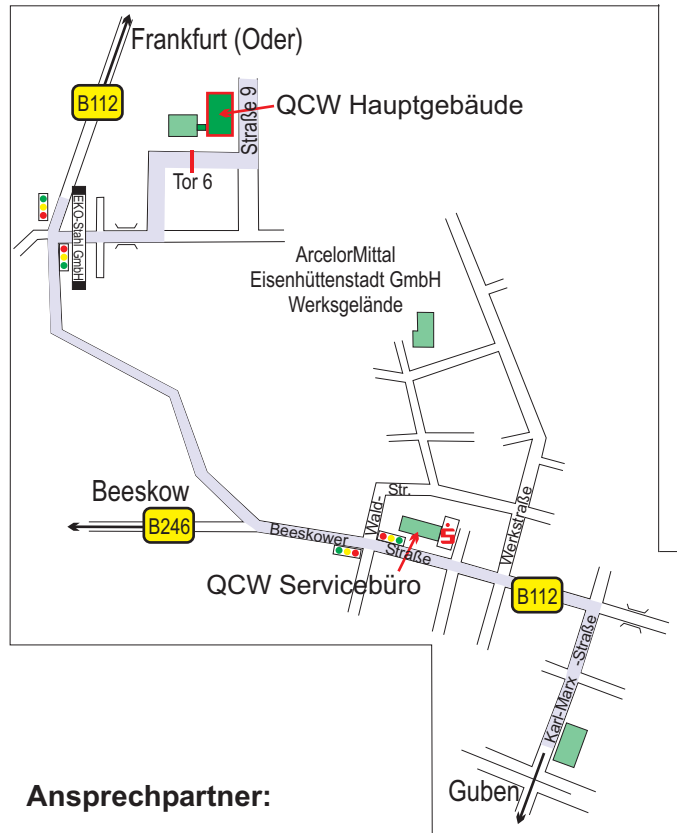 Frankfurt (Oder)
B112
Straße 9
QCW Hauptgebäude
Tor 6
EKO-Stahl GmbH
ArcelorMittal
Eisenhüttenstadt GmbH
Werksgelände
Beeskow
B246
Wald-
Str.
Werkstraße
Beeskower
Straße
QCW Servicebüro
B112
Karl-Marx -Straße
Guben
Ansprechpartner: